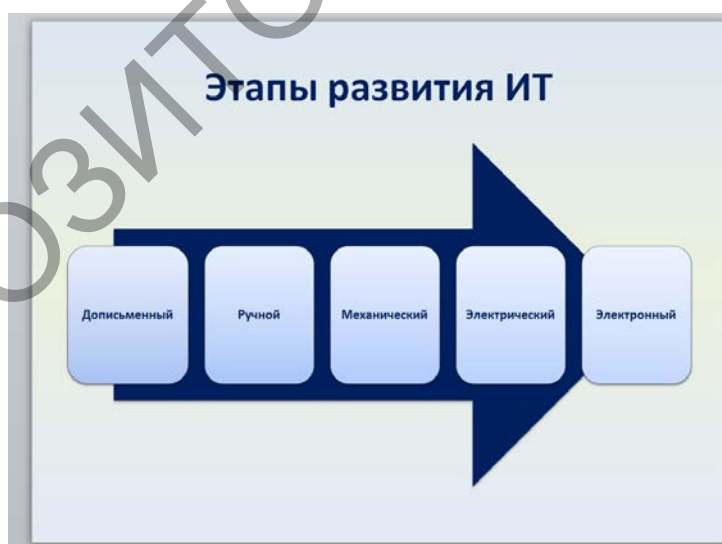 Этапы развития ИТ
Дописьменный
Ручной
Механический
Электрический
Электронный